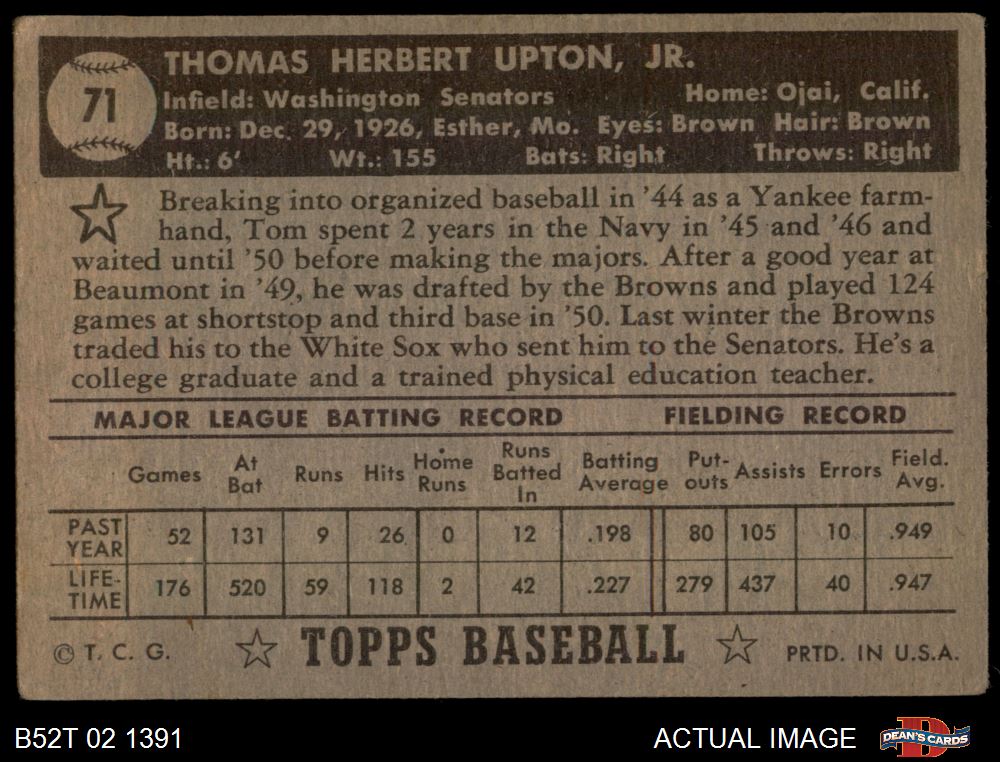 71
THOMAS HERBERT UPTON, JR.
Infield: Washington Senators Home: Ojai, Calif.
Born: Dec. 29, 1926, Esther, Mo. Eyes: Brown Hair: Brown
Ht.: 6' Wt.: 155 Bats: Right Throws: Right
Breaking into organized baseball in '44 as a Yankee farm-
hand, Tom spent 2 years in the Navy in '45 and '46 and
waited until '50 before making the majors. After a good year at
Beaumont in '49, he was drafted by the Browns and played 124
games at shortstop and third base in '50. Last winter the Browns
traded his to the White Sox who sent him to the Senators. He's a
college graduate and a trained physical education teacher.
MAJOR LEAGUE BATTING RECORD FIELDING RECORD
Games At Bat Runs Hits Home Runs Runs Batted In Batting Average Put-outs Assists Errors Field. Avg.
PAST YEAR 52 131 9 26 0 12 .198 80 105 10 .949
LIFE-TIME 176 520 59 118 2 42 .227 279 437 40 .947
© T. C. G. TOPPS BASEBALL PRTD. IN U.S.A.
B52T 02 1391 ACTUAL IMAGE D DEAN'S CARDS